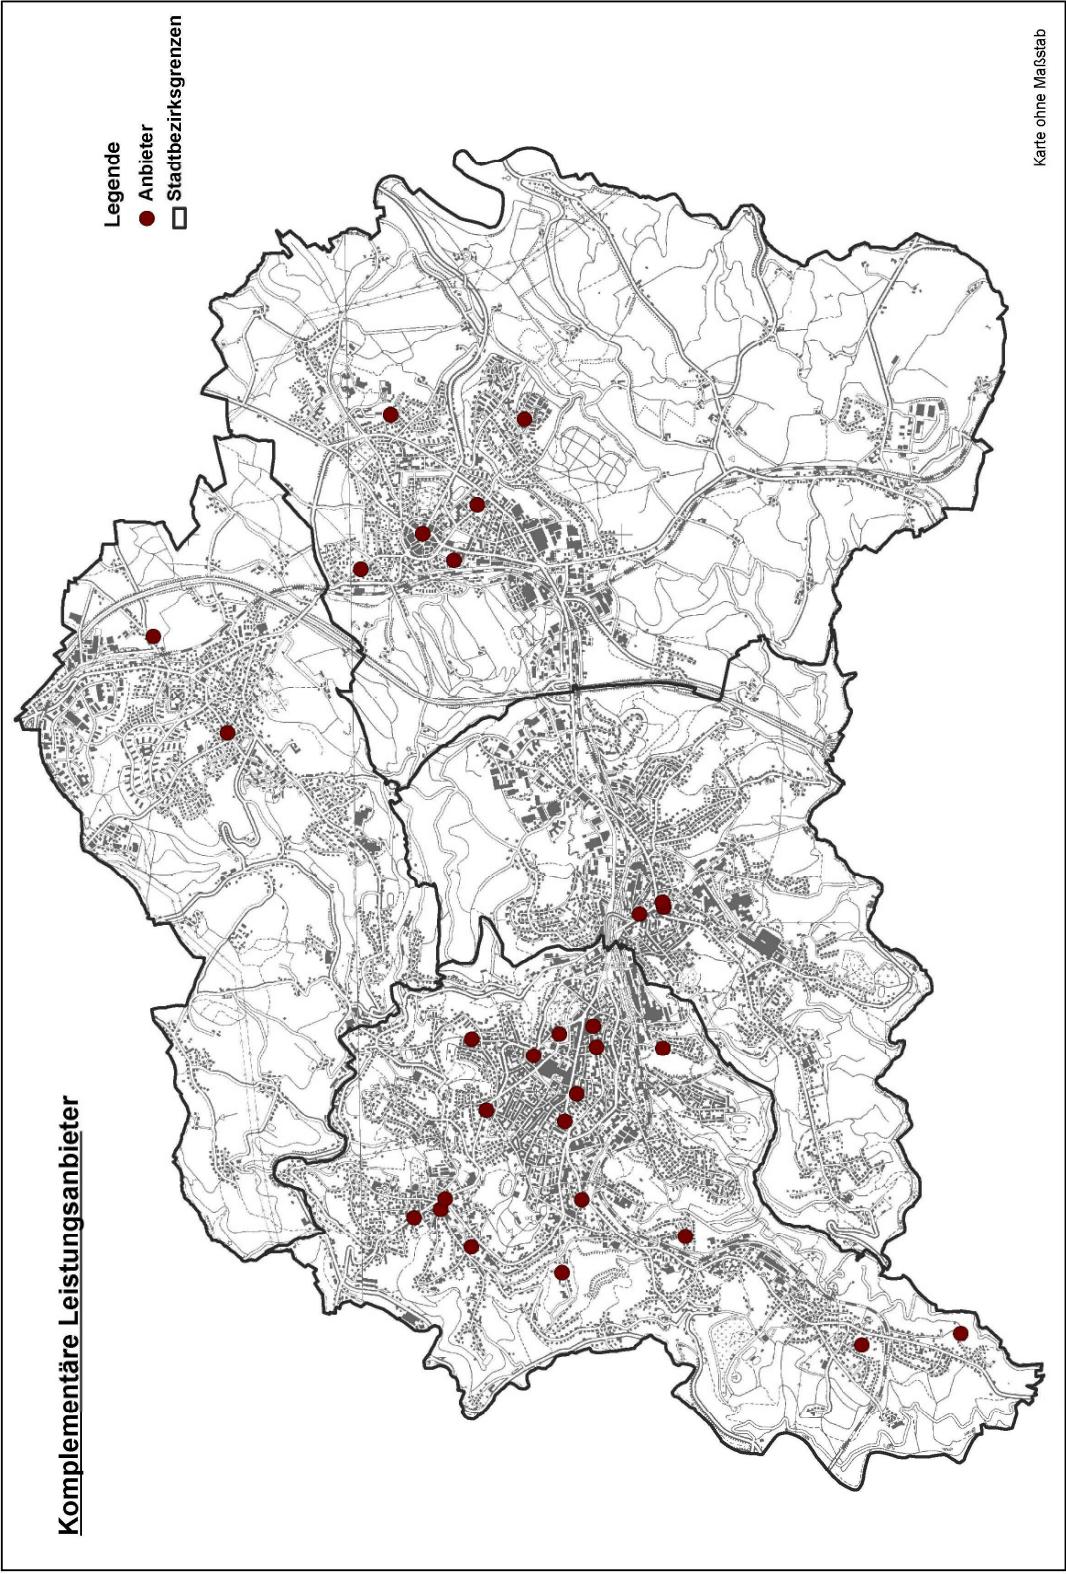 Komplementäre Leistungsanbieter
Legende
Anbieter
Stadtbezirksgrenzen
Karte ohne Maßstab